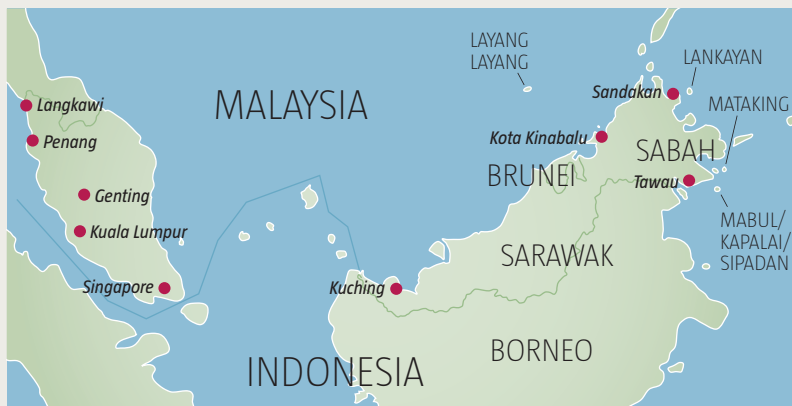 LAYANG
LAYANG
LANKAYAN
Sandakan
MATAKING
Langkawi
MALAYSIA
Penang
Kota Kinabalu
SABAH
BRUNEI
Tawau
Genting
MABUL/
KAPALAI/
SIPADAN
Kuala Lumpur
SARAWAK
Singapore
Kuching
BORNEO
INDONESIA